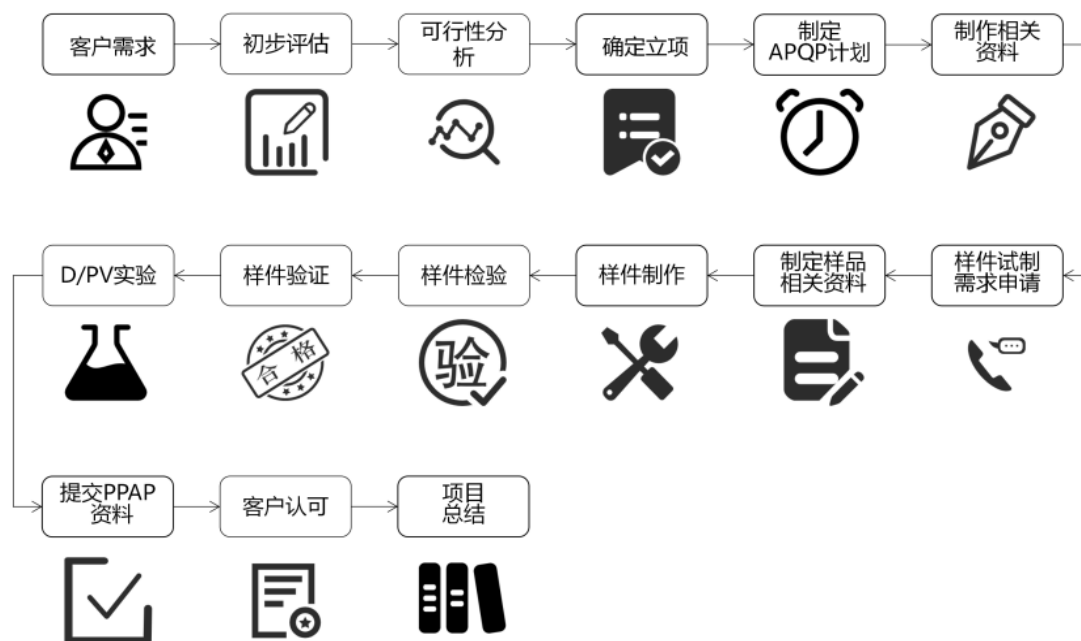 客户需求
初步评估
可行性分
析
确定立项
制定
APQP计划
制作相关
资料
样件试制
需求申请
制定样品
相关资料
样件制作
样件检验
验
样件验证
合格
D/PV实验
提交PPAP
资料
客户认可
项目
总结